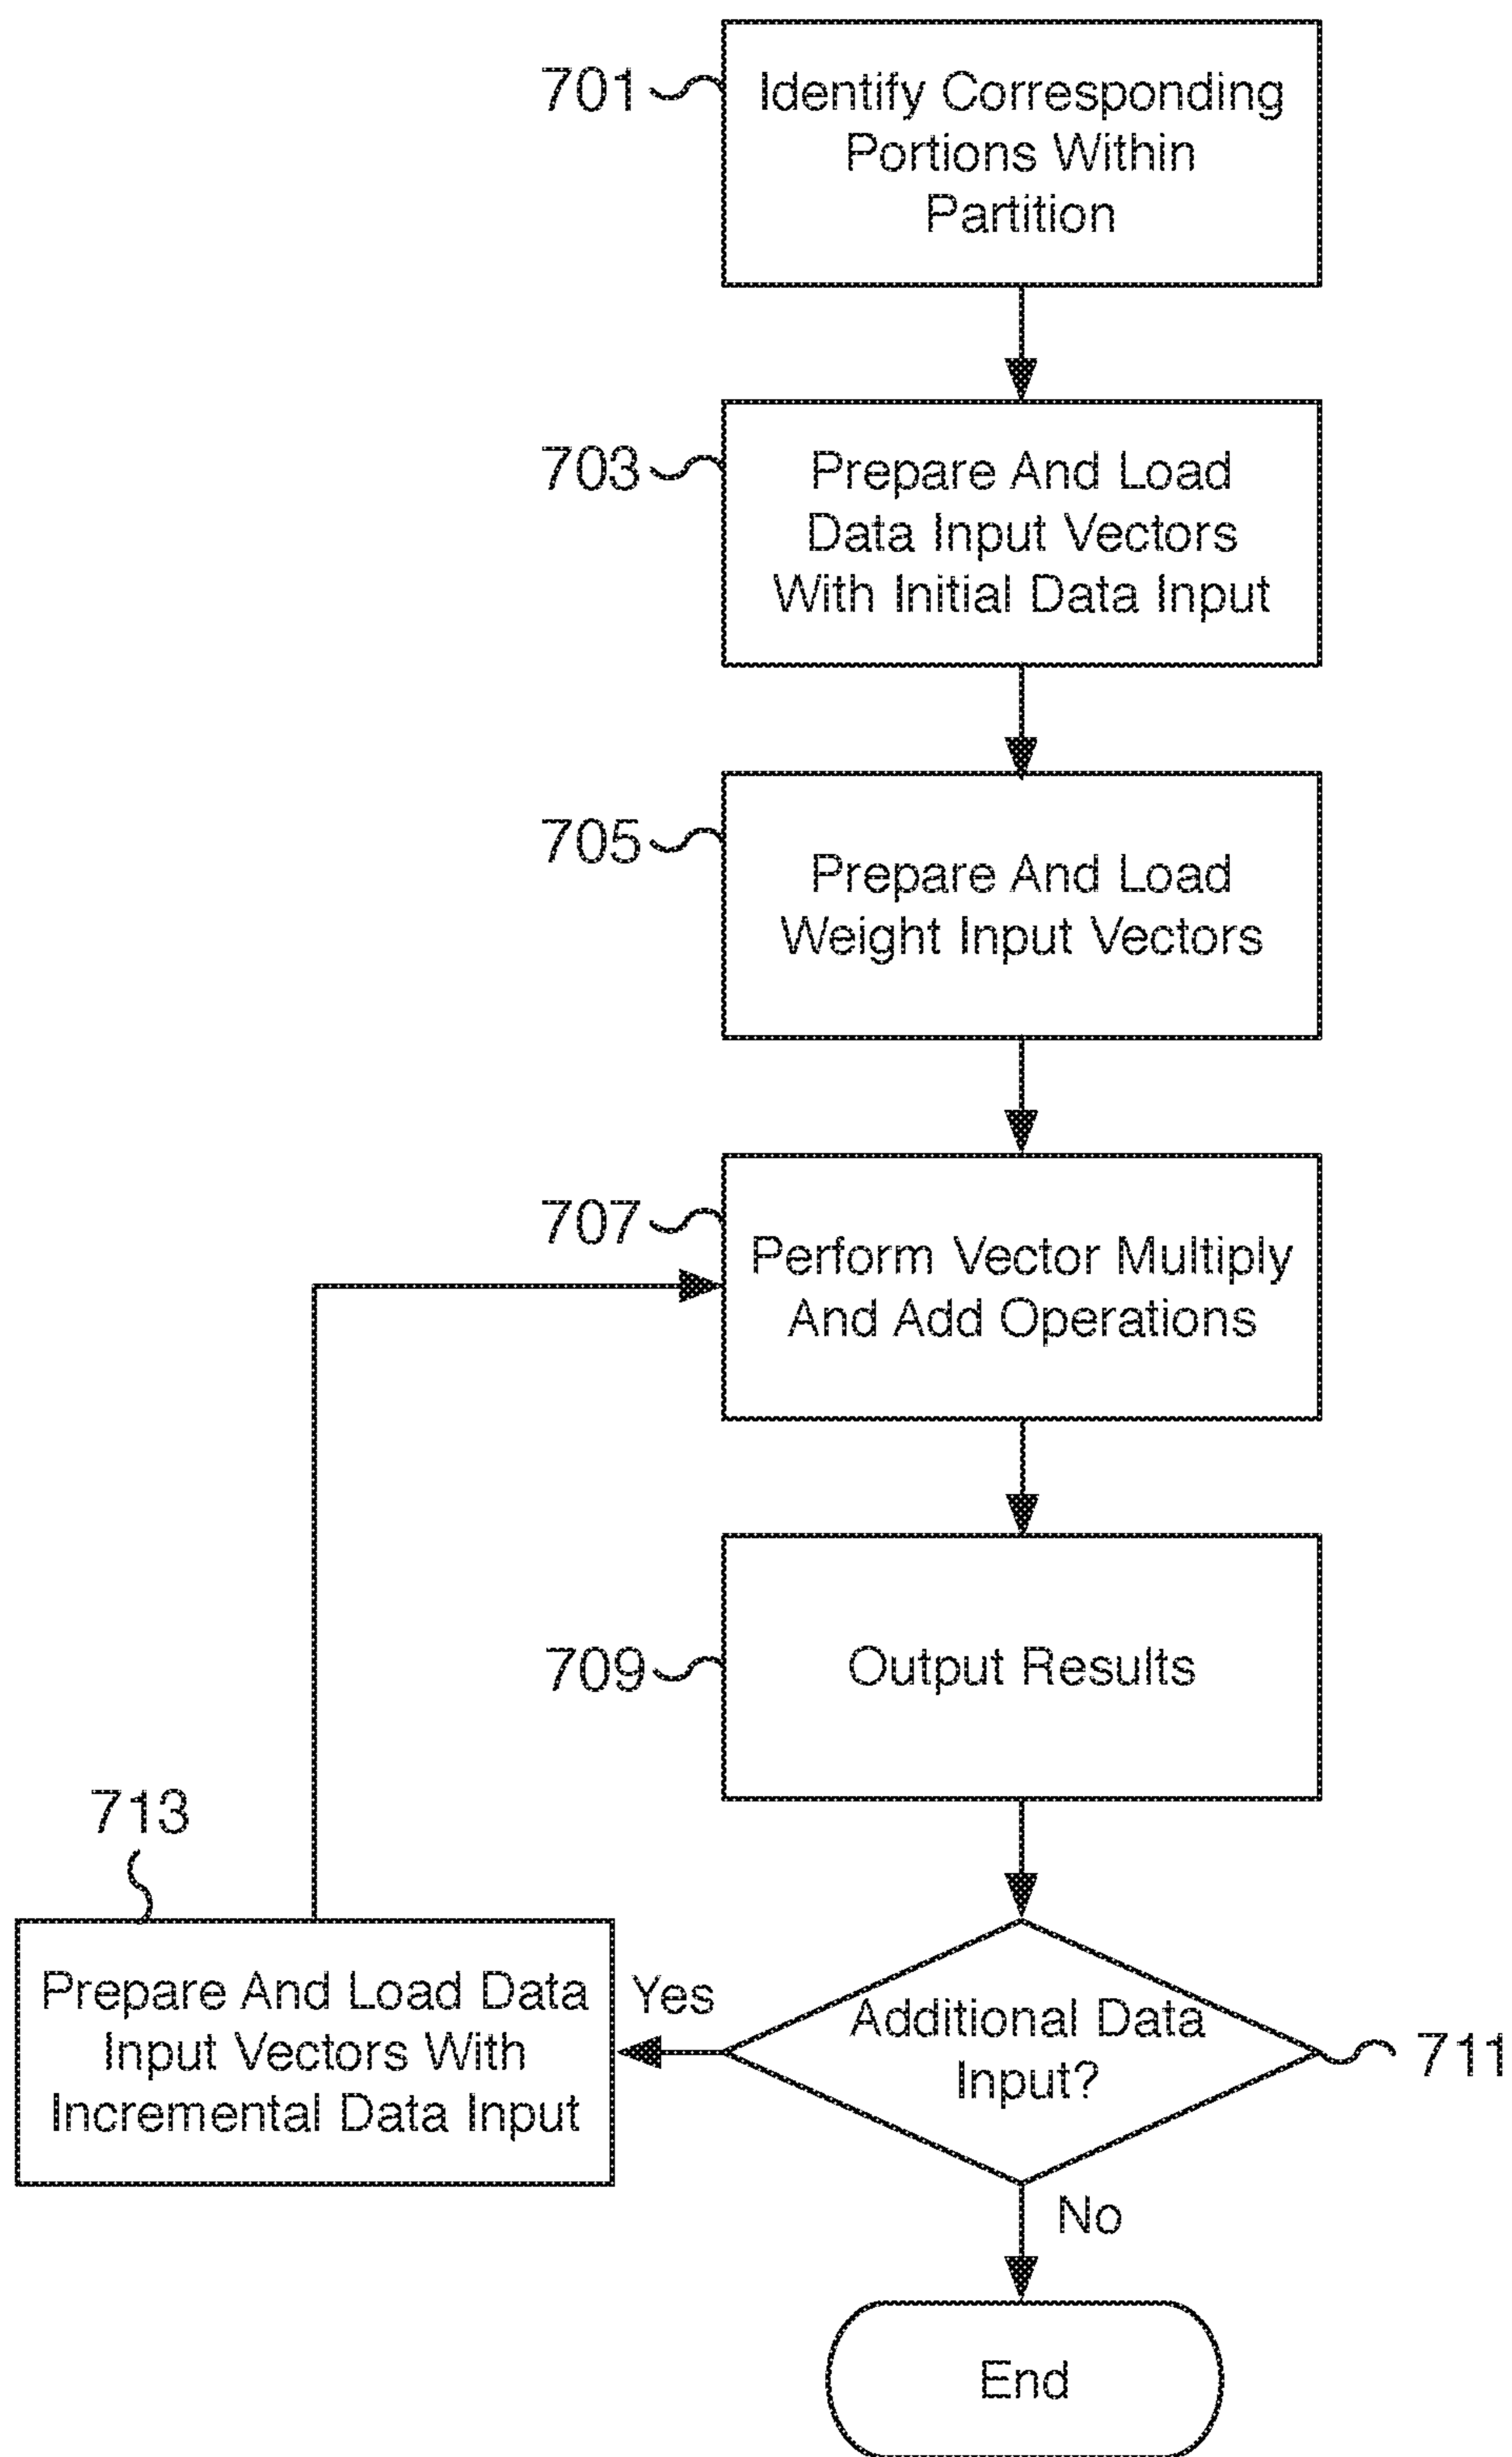 701
Identify Corresponding
Portions Within
Partition
703
Prepare And Load
Data Input Vectors
With Initial Data Input
705
Prepare And Load
Weight Input Vectors
707
Perform Vector Multiply
And Add Operations
709
Output Results
713
Prepare And Load Data
Input Vectors With
Incremental Data Input
Yes
Additional Data
Input?
711
No
End